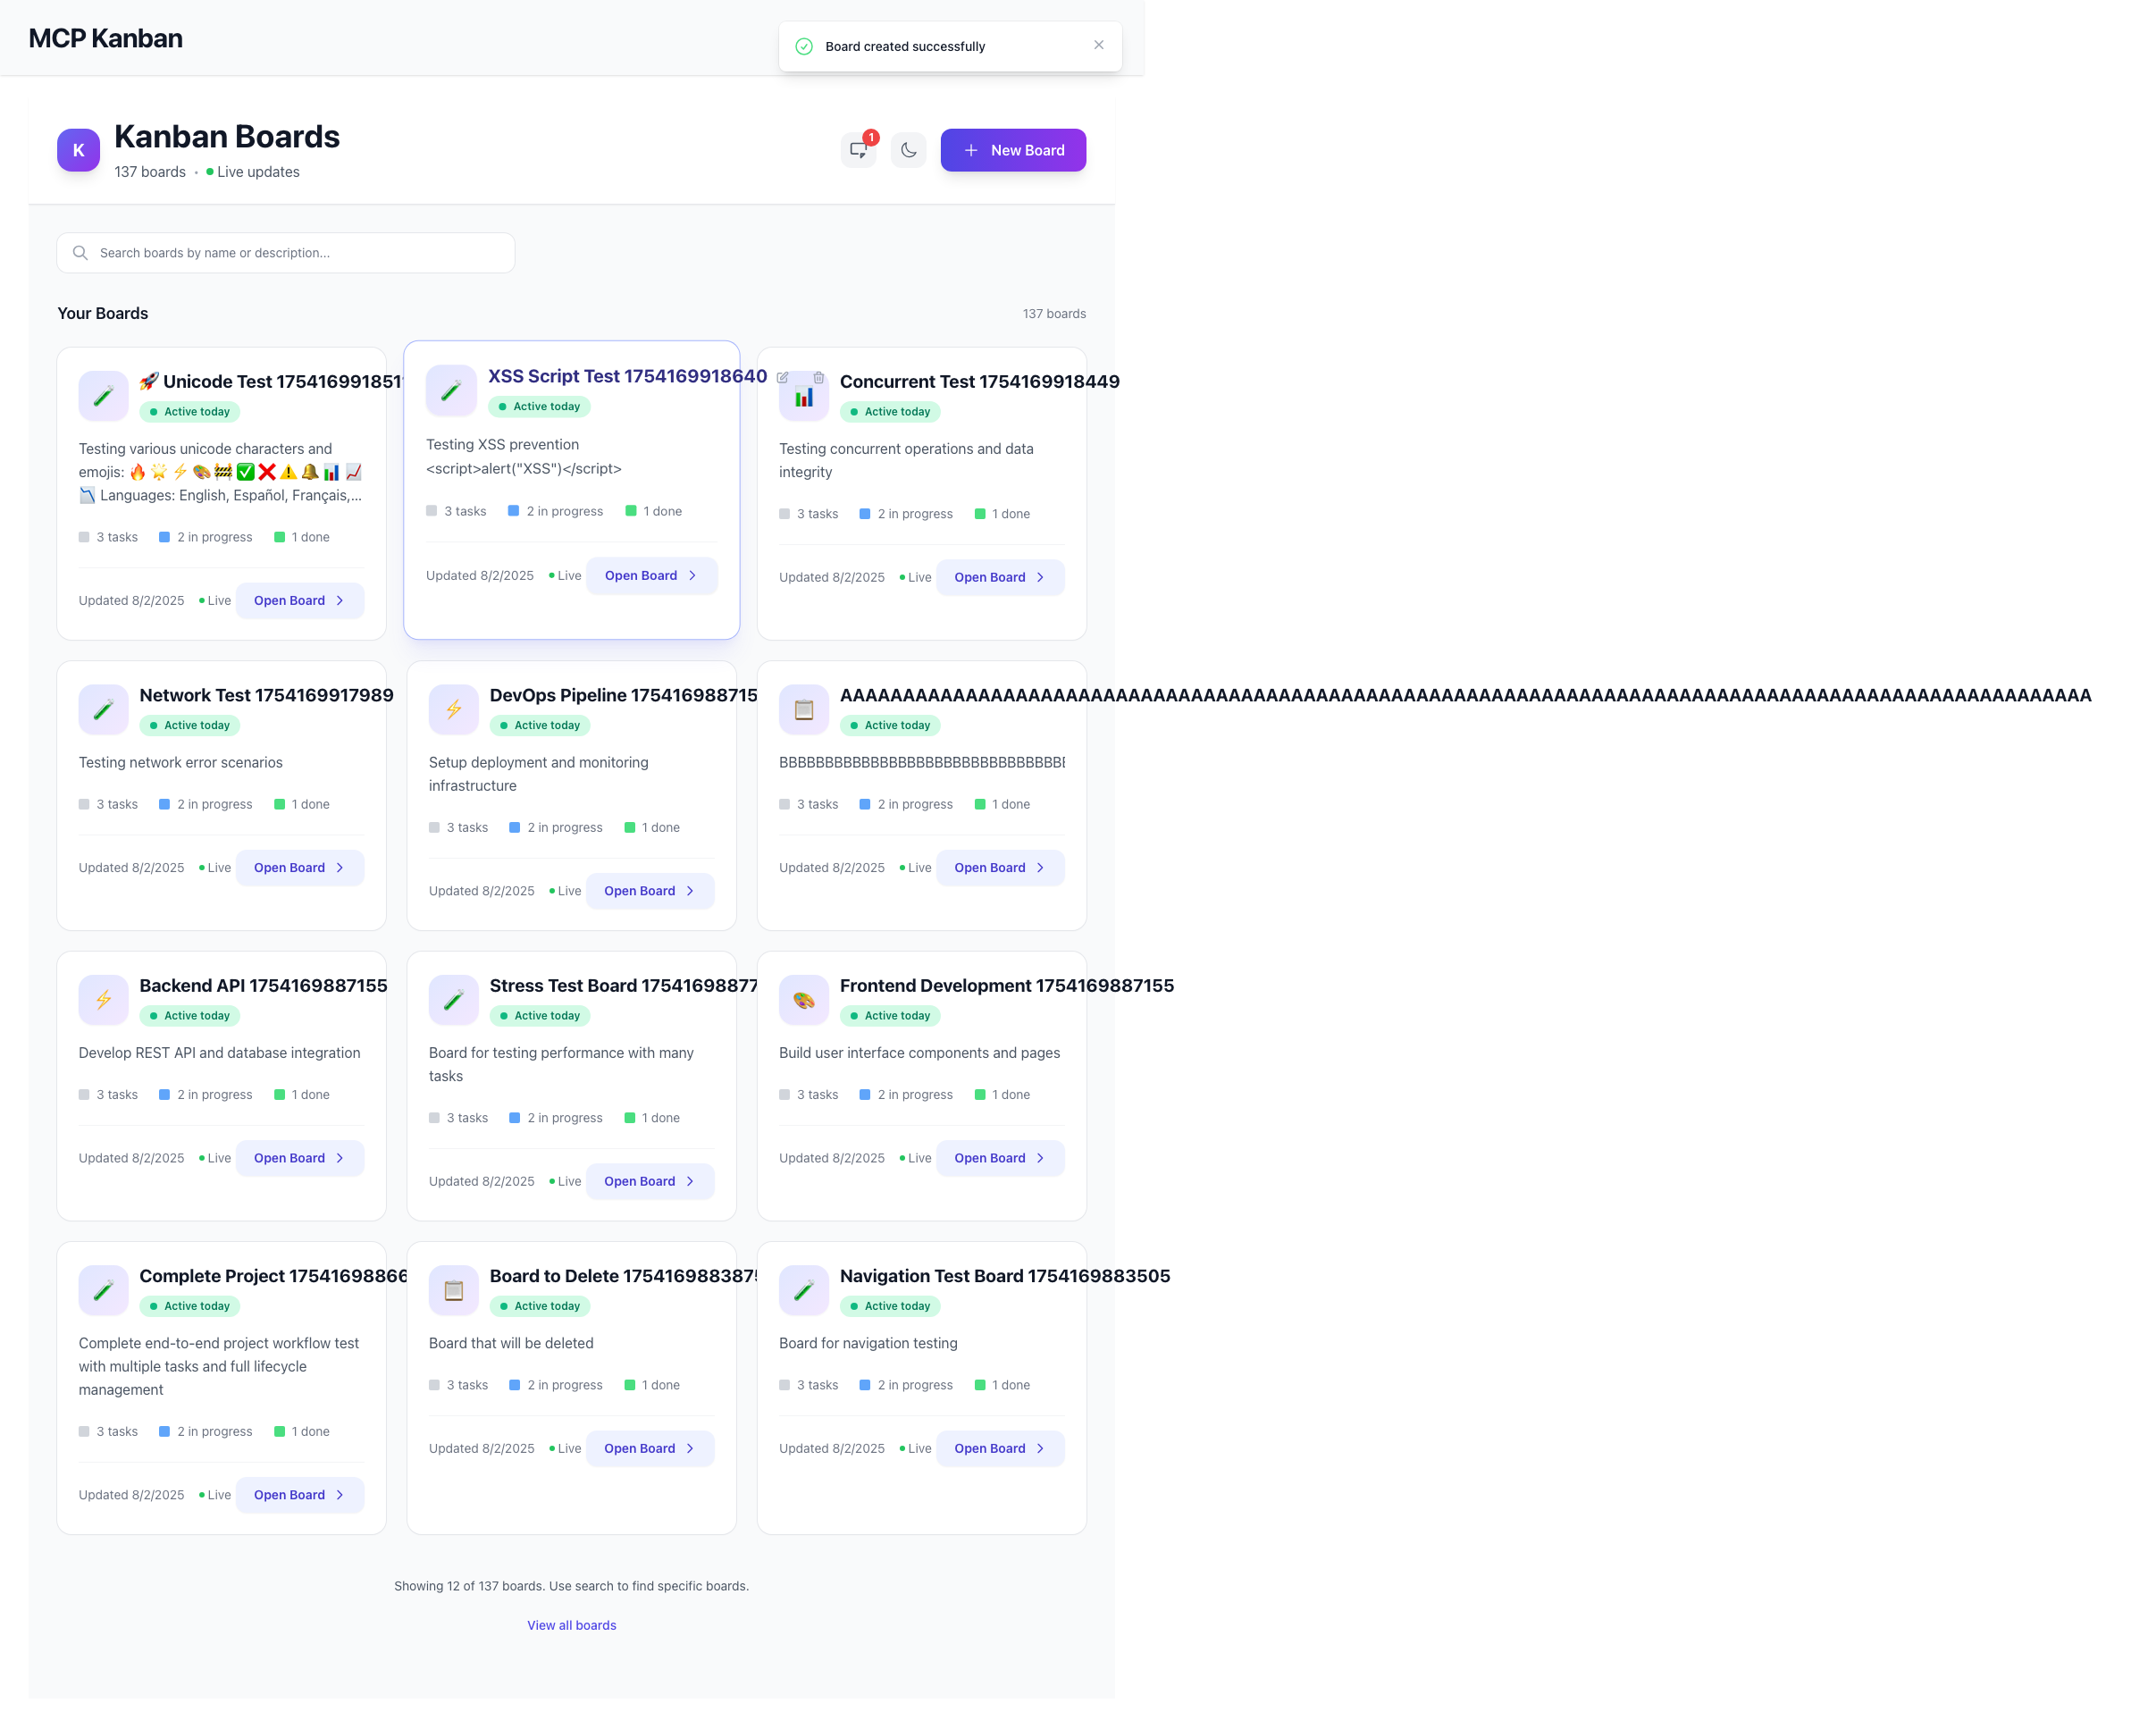 MCP Kanban
Board created successfully
K
Kanban Boards
137 boards • Live updates
1
New Board
Search boards by name or description...
Your Boards
137 boards
🚀 Unicode Test 175416991851
Active today
Testing various unicode characters and
emojis: 🔥 🌟 ⚡ 🎨 🚧 ✅ ❌ ⚠️ 🔔 📊 📈
📉 Languages: English, Español, Français,...
3 tasks 2 in progress 1 done
Updated 8/2/2025 Live Open Board
XSS Script Test 1754169918640
Active today
Testing XSS prevention
<script>alert("XSS")</script>
3 tasks 2 in progress 1 done
Updated 8/2/2025 Live Open Board
Concurrent Test 1754169918449
Active today
Testing concurrent operations and data
integrity
3 tasks 2 in progress 1 done
Updated 8/2/2025 Live Open Board
Network Test 1754169917989
Active today
Testing network error scenarios
3 tasks 2 in progress 1 done
Updated 8/2/2025 Live Open Board
DevOps Pipeline 175416988715
Active today
Setup deployment and monitoring
infrastructure
3 tasks 2 in progress 1 done
Updated 8/2/2025 Live Open Board
Active today
3 tasks 2 in progress 1 done
Updated 8/2/2025 Live Open Board
Backend API 1754169887155
Active today
Develop REST API and database integration
3 tasks 2 in progress 1 done
Updated 8/2/2025 Live Open Board
Stress Test Board 17541698877
Active today
Board for testing performance with many
tasks
3 tasks 2 in progress 1 done
Updated 8/2/2025 Live Open Board
Frontend Development 1754169887155
Active today
Build user interface components and pages
3 tasks 2 in progress 1 done
Updated 8/2/2025 Live Open Board
Complete Project 17541698866
Active today
Complete end-to-end project workflow test
with multiple tasks and full lifecycle
management
3 tasks 2 in progress 1 done
Updated 8/2/2025 Live Open Board
Board to Delete 1754169883875
Active today
Board that will be deleted
3 tasks 2 in progress 1 done
Updated 8/2/2025 Live Open Board
Navigation Test Board 1754169883505
Active today
Board for navigation testing
3 tasks 2 in progress 1 done
Updated 8/2/2025 Live Open Board
Showing 12 of 137 boards. Use search to find specific boards.
View all boards